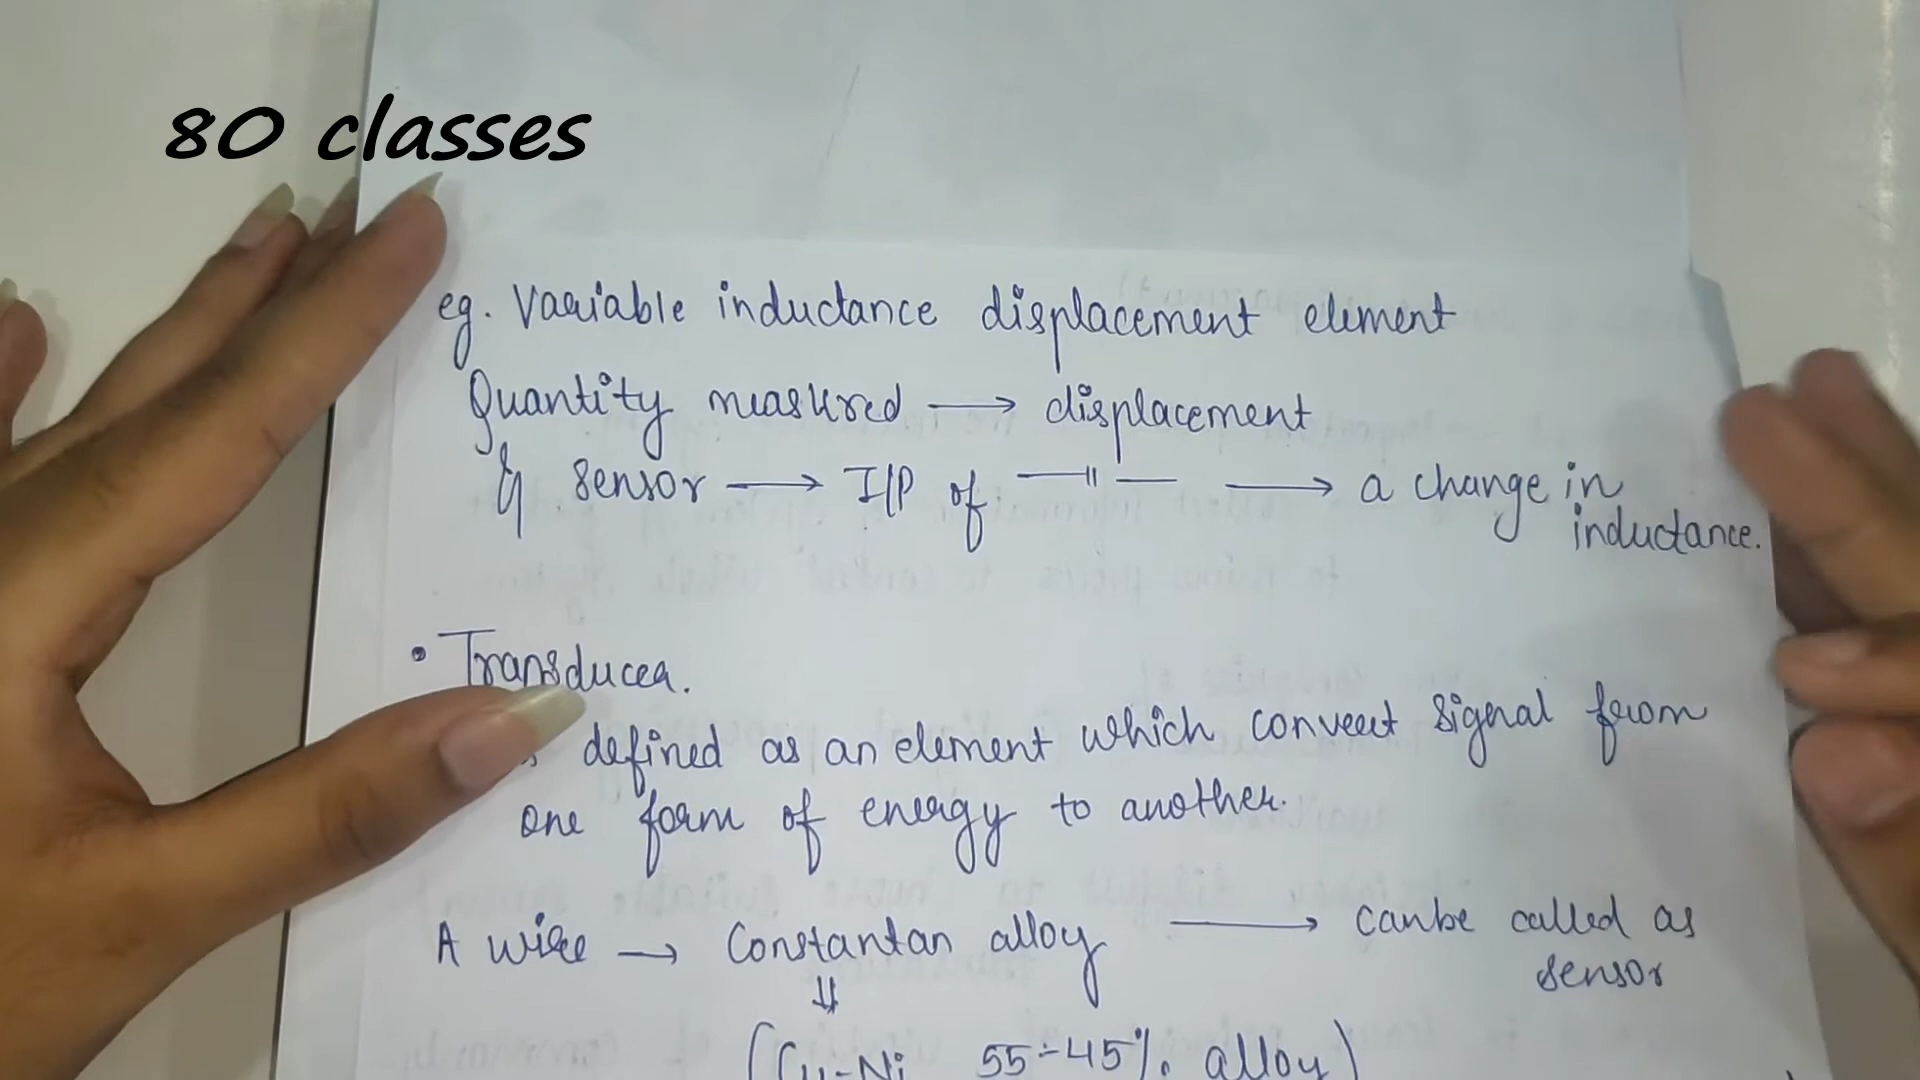 80 classes
eg. Variable inductance displacement element
Quantity measured → displacement
& sensor → I/P of —"— → a change in
inductance.
• Transducer.
defined as an element which convert signal from
one form of energy to another.
A wire → Constantan alloy → canbe called as
sensor
⇓
(Cu-Ni 55-45% alloy)